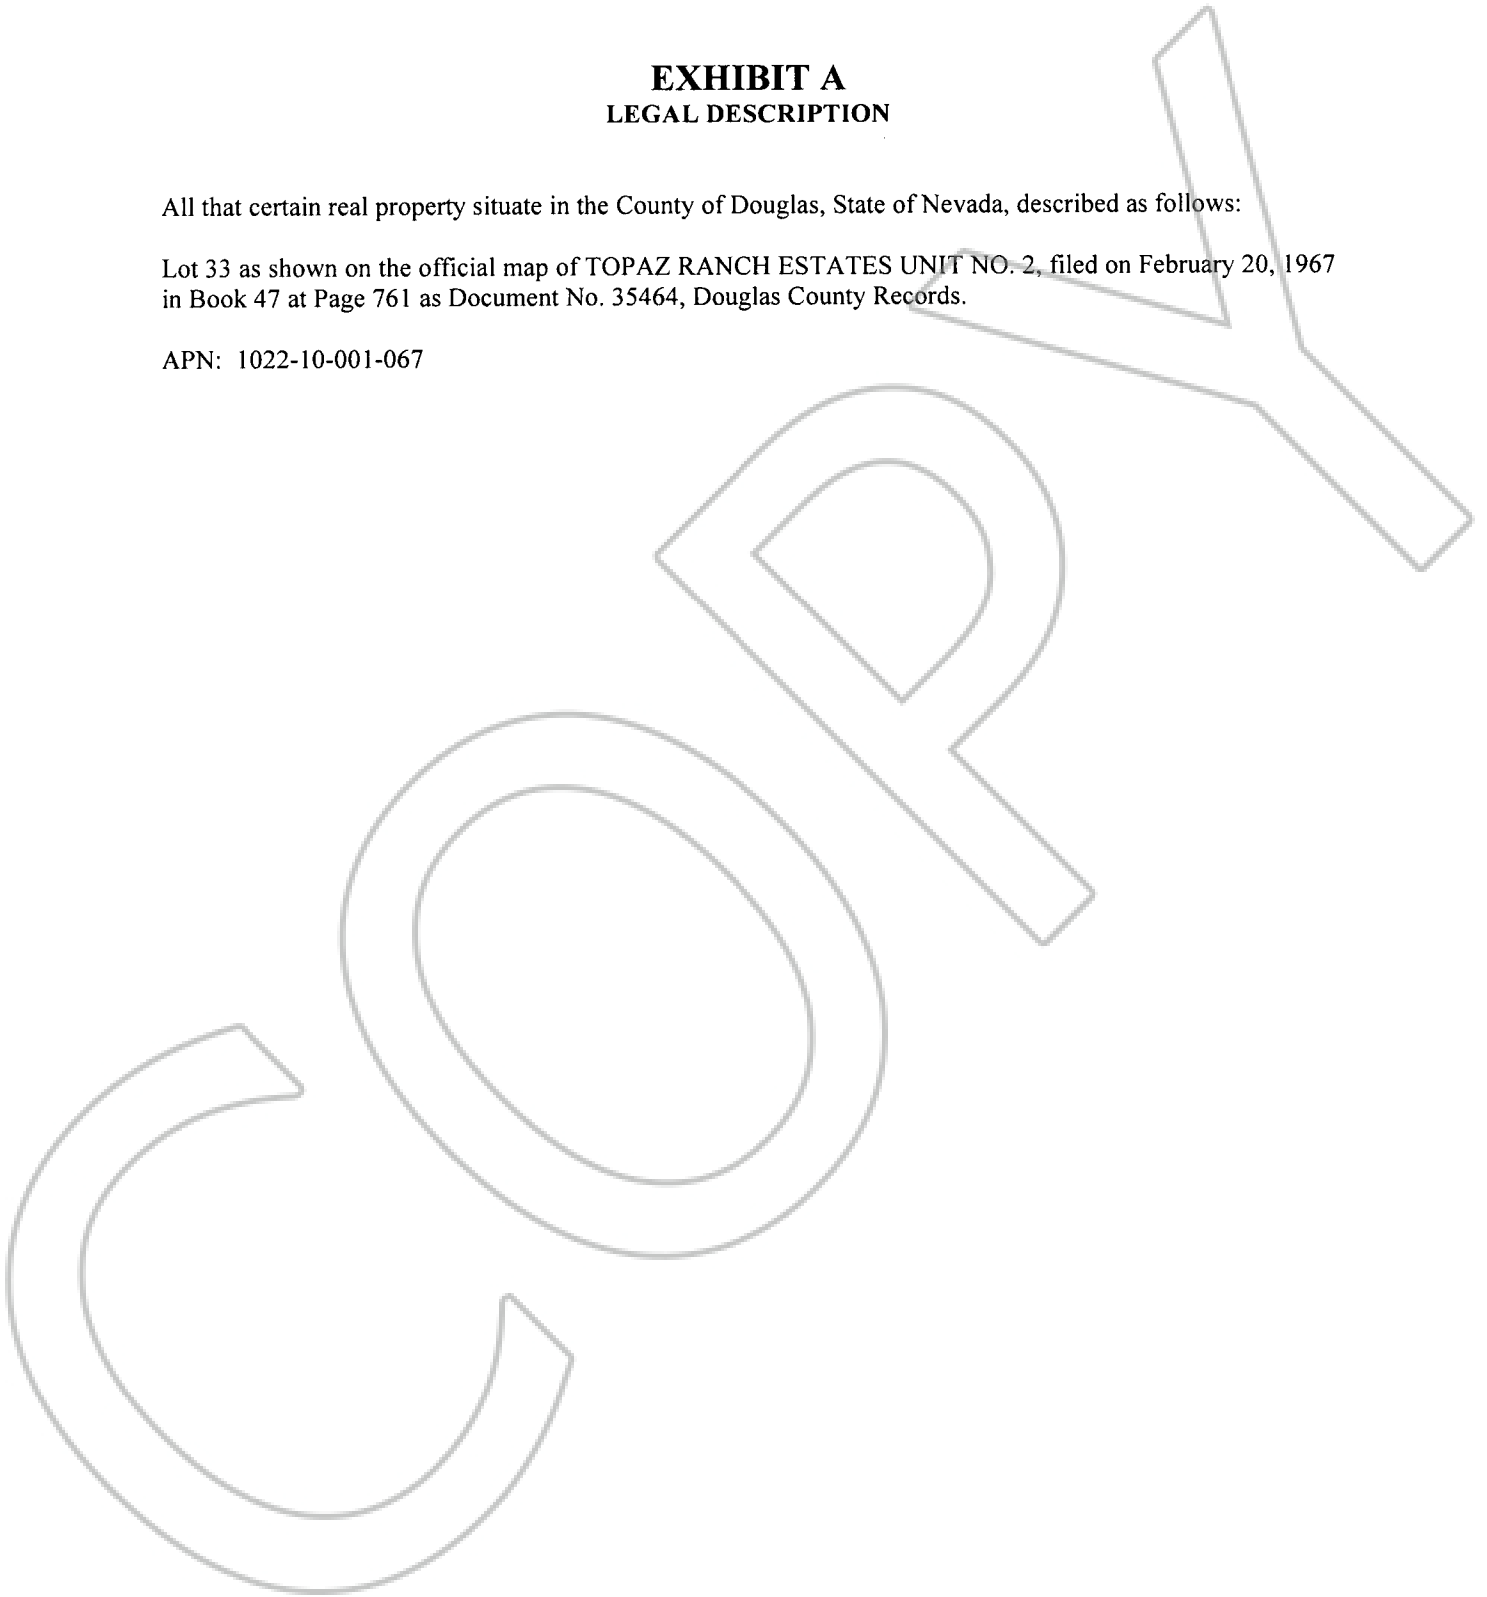 EXHIBIT A
LEGAL DESCRIPTION
All that certain real property situate in the County of Douglas, State of Nevada, described as follows:
Lot 33 as shown on the official map of TOPAZ RANCH ESTATES UNIT NO. 2, filed on February 20, 1967
in Book 47 at Page 761 as Document No. 35464, Douglas County Records.
APN: 1022-10-001-067
COPY